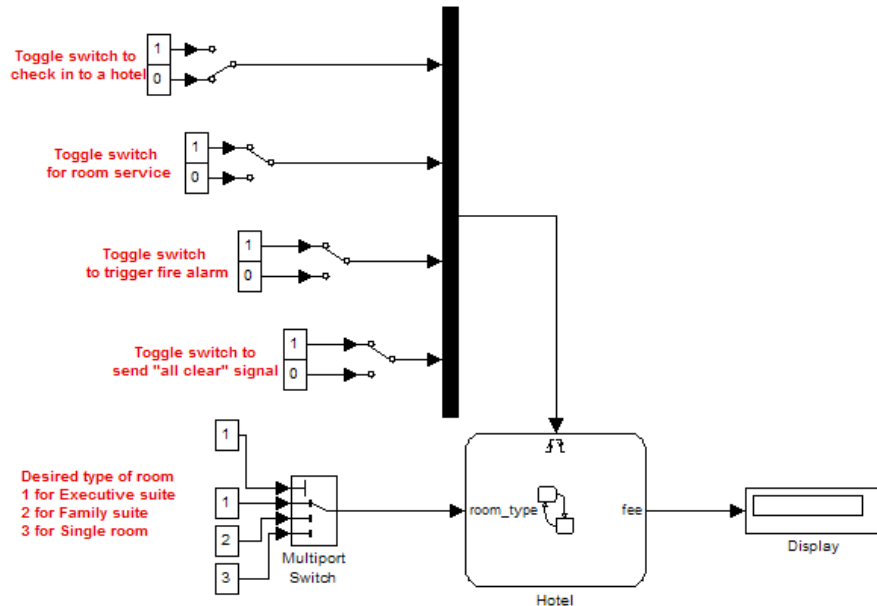 Toggle switch to
check in to a hotel
1
0
Toggle switch
for room service
1
0
Toggle switch
to trigger fire alarm
1
0
Toggle switch to
send "all clear" signal
1
0
Desired type of room
1 for Executive suite
2 for Family suite
3 for Single room
1
1
2
3
Multiport
Switch
room_type
fee
Hotel
Display